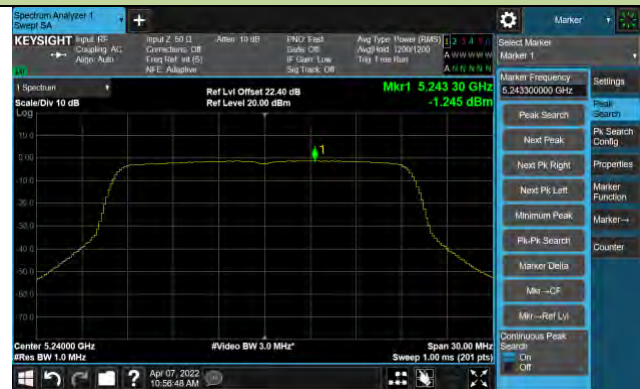 Spectrum Analyzer 1
Swept SA
+
Marker
KEYSIGHT
Input: RF
Coupling: AC
Align: Auto
Input Z: 50 Ω
Corrections: Off
Freq Ref: Int (S)
NFE: Adaptive
Atten: 10 dB
PNO: Fast
Gate: Off
IF Gain: Low
Sig Track: Off
Avg Type: Power (RMS)
Avg|Hold: 1200/1200
Trig: Free Run
1 2 3 4 5 6
A W W W W W
A N N N N N
Select Marker
Marker 1
1 Spectrum
Scale/Div 10 dB
Log
Ref Lvl Offset 22.40 dB
Ref Level 20.00 dBm
Mkr1 5.243 30 GHz
-1.245 dBm
1
10.0
0.00
-10.0
-20.0
-30.0
-40.0
-50.0
-60.0
-70.0
Center 5.24000 GHz
#Res BW 1.0 MHz
#Video BW 3.0 MHz*
Span 30.00 MHz
Sweep 1.00 ms (201 pts)
Marker Frequency
5.243300000 GHz
Peak Search
Next Peak
Next Pk Right
Next Pk Left
Minimum Peak
Pk-Pk Search
Marker Delta
Mkr→CF
Mkr→Ref Lvl
Continuous Peak
Search
On
Off
Settings
Peak
Search
Pk Search
Config
Properties
Marker
Function
Marker→
Counter
?
Apr 07, 2022
10:56:48 AM